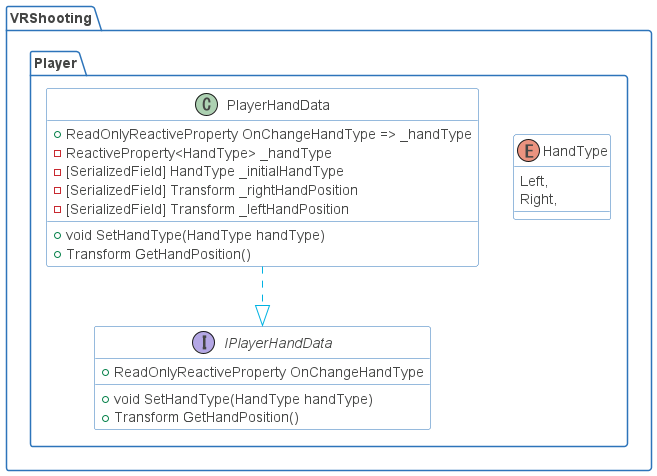 VRShooting
Player
C PlayerHandData
ReadOnlyReactiveProperty OnChangeHandType => _handType
ReactiveProperty<HandType> _handType
[SerializedField] HandType _initialHandType
[SerializedField] Transform _rightHandPosition
[SerializedField] Transform _leftHandPosition
void SetHandType(HandType handType)
Transform GetHandPosition()
E HandType
Left,
Right,
I IPlayerHandData
ReadOnlyReactiveProperty OnChangeHandType
void SetHandType(HandType handType)
Transform GetHandPosition()